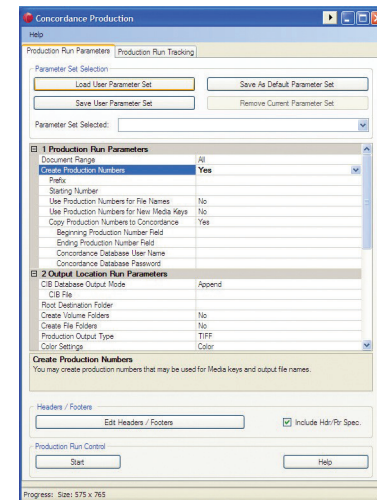 Concordance Production
Help
Production Run Parameters Production Run Tracking
Parameter Set Selection
Load User Parameter Set Save As Default Parameter Set
Save User Parameter Set Remove Current Parameter Set
Parameter Set Selected:
1 Production Run Parameters
Document Range All
Create Production Numbers Yes
Prefix
Starting Number
Use Production Numbers for File Names No
Use Production Numbers for New Media Keys No
Copy Production Numbers to Concordance Yes
Beginning Production Number Field
Ending Production Number Field
Concordance Database User Name
Concordance Database Password
2 Output Location Run Parameters
CIB Database Output Mode Append
CIB File
Root Destination Folder
Create Volume Folders No
Create File Folders No
Production Output Type TIFF
Color Settings Color
Create Production Numbers
You may create production numbers that may be used for Media keys and output file names.
Headers / Footers
Edit Headers / Footers Include Hdr/Ftr Spec.
Production Run Control
Start Help
Progress: Size: 575 x 765